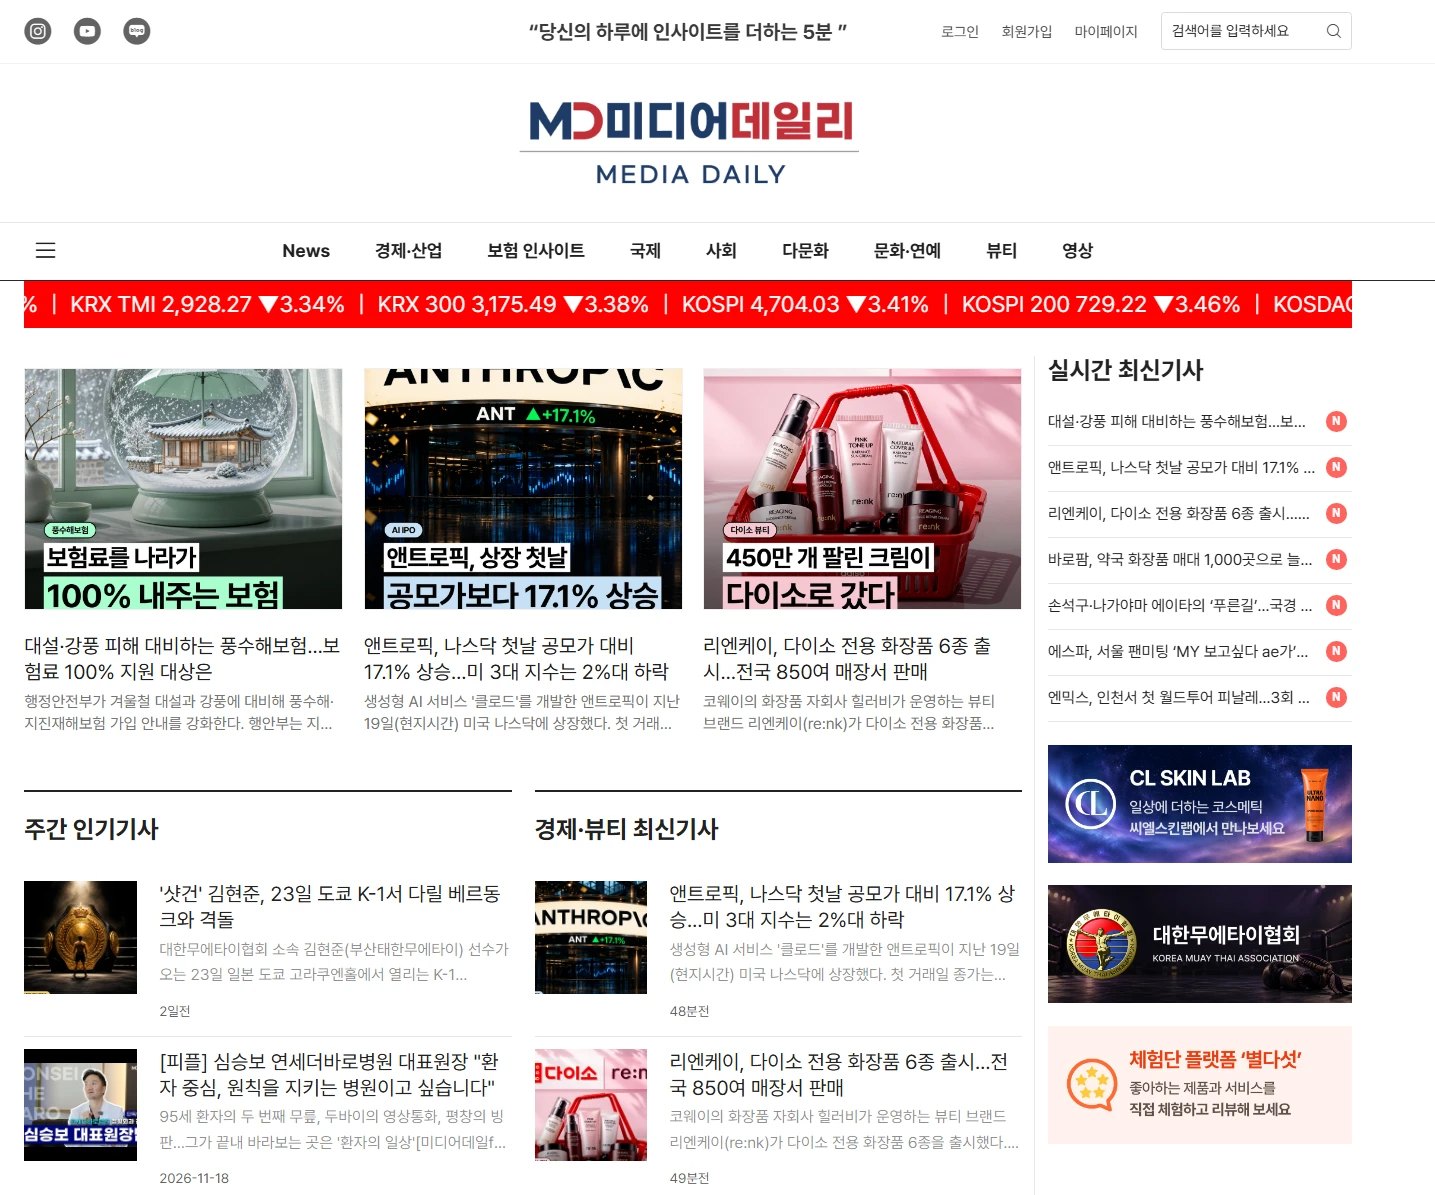 blog
“당신의 하루에 인사이트를 더하는 5분 ”
로그인 회원가입 마이페이지
검색어를 입력하세요
MD미디어데일리
MEDIA DAILY
News 경제·산업 보험 인사이트 국제 사회 다문화 문화·연예 뷰티 영상
% | KRX TMI 2,928.27 ▼3.34% | KRX 300 3,175.49 ▼3.38% | KOSPI 4,704.03 ▼3.41% | KOSPI 200 729.22 ▼3.46% | KOSDAQ
풍수해보험
보험료를 나라가
100% 내주는 보험
대설·강풍 피해 대비하는 풍수해보험…보
험료 100% 지원 대상은
행정안전부가 겨울철 대설과 강풍에 대비해 풍수해·
지진재해보험 가입 안내를 강화한다. 행안부는 지...
ANTHROPIC
ANT ▲+17.1%
AI IPO
앤트로픽, 상장 첫날
공모가보다 17.1% 상승
앤트로픽, 나스닥 첫날 공모가 대비
17.1% 상승…미 3대 지수는 2%대 하락
생성형 AI 서비스 '클로드'를 개발한 앤트로픽이 지난
19일(현지시간) 미국 나스닥에 상장했다. 첫 거래...
PINK
TONE UP
RADIANCE
SUN CREAM
NATURAL
COVER BB
REAGING
re:nk
REAGING
re:nk
다이소 뷰티
450만 개 팔린 크림이
다이소로 갔다
리엔케이, 다이소 전용 화장품 6종 출
시…전국 850여 매장서 판매
코웨이의 화장품 자회사 힐러비가 운영하는 뷰티
브랜드 리엔케이(re:nk)가 다이소 전용 화장품...
실시간 최신기사
대설·강풍 피해 대비하는 풍수해보험…보... N
앤트로픽, 나스닥 첫날 공모가 대비 17.1% ... N
리엔케이, 다이소 전용 화장품 6종 출시…... N
바로팜, 약국 화장품 매대 1,000곳으로 늘... N
손석구·나가야마 에이타의 ‘푸른길’…국경 ... N
에스파, 서울 팬미팅 ‘MY 보고싶다 ae가’... N
엔믹스, 인천서 첫 월드투어 피날레…3회 ... N
CL
CL SKIN LAB
일상에 더하는 코스메틱
씨엘스킨랩에서 만나보세요
ULTRA
NANO
대한무에타이협회
KOREA MUAY THAI ASSOCIATION
체험단 플랫폼 ‘별다섯’
좋아하는 제품과 서비스를
직접 체험하고 리뷰해 보세요
주간 인기기사
'샷건' 김현준, 23일 도쿄 K-1서 다릴 베르동
크와 격돌
대한무에타이협회 소속 김현준(부산태한무에타이) 선수가
오는 23일 일본 도쿄 고라쿠엔홀에서 열리는 K-1...
2일전
심승보 대표원장
[피플] 심승보 연세더바로병원 대표원장 "환
자 중심, 원칙을 지키는 병원이고 싶습니다"
95세 환자의 두 번째 무릎, 두바이의 영상통화, 평창의 빙
판…그가 끝내 바라보는 곳은 '환자의 일상'[미디어데일f...
2026-11-18
경제·뷰티 최신기사
ANTHROPIC
ANT ▲+17.1%
앤트로픽, 나스닥 첫날 공모가 대비 17.1% 상
승…미 3대 지수는 2%대 하락
생성형 AI 서비스 '클로드'를 개발한 앤트로픽이 지난 19일
(현지시간) 미국 나스닥에 상장했다. 첫 거래일 종가는...
48분전
다이소 re:n
리엔케이, 다이소 전용 화장품 6종 출시…전
국 850여 매장서 판매
코웨이의 화장품 자회사 힐러비가 운영하는 뷰티 브랜드
리엔케이(re:nk)가 다이소 전용 화장품 6종을 출시했다....
49분전